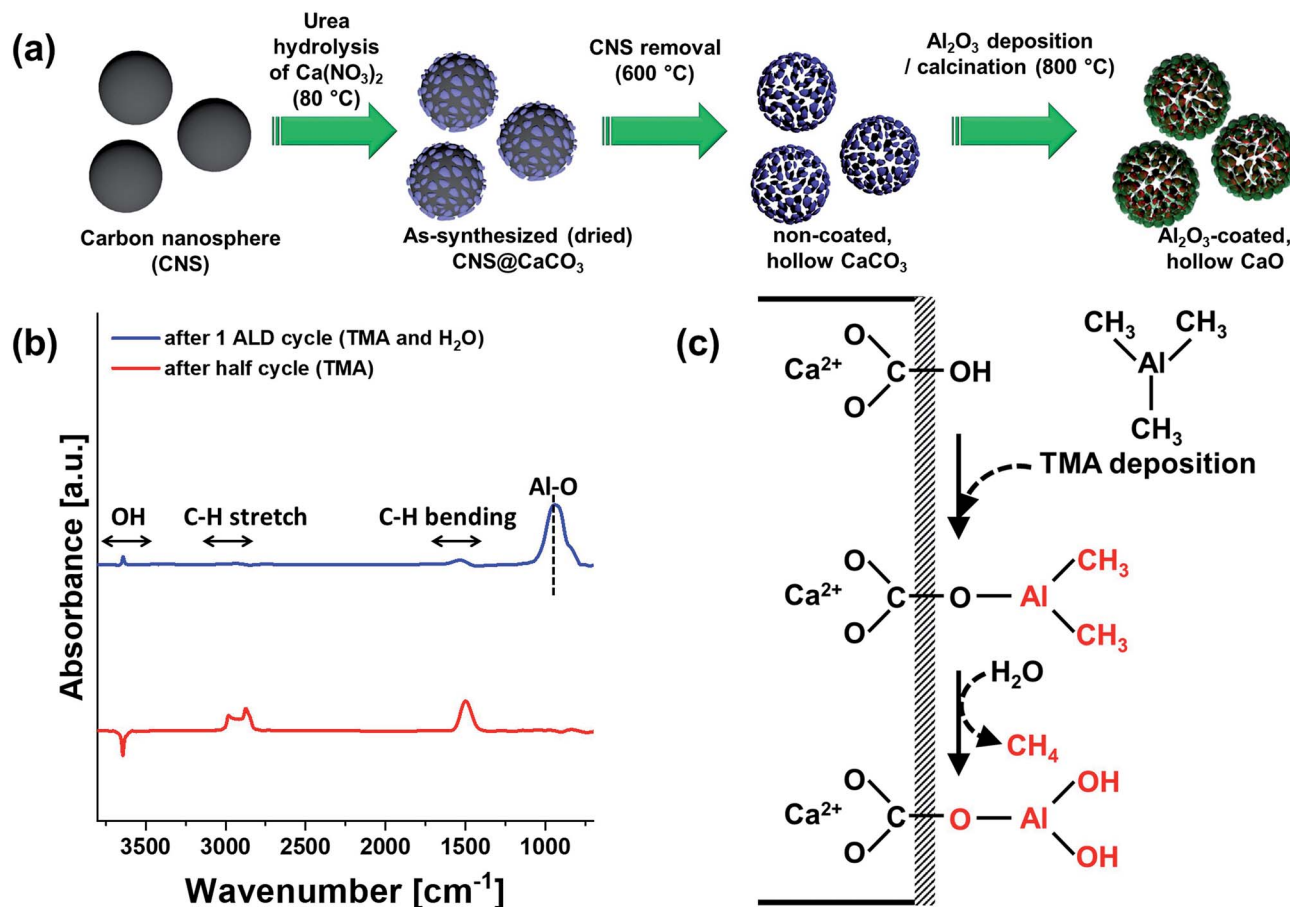 (a)
Urea
hydrolysis
of Ca(NO₃)₂
(80 °C)
CNS removal
(600 °C)
Al₂O₃ deposition
/ calcination (800 °C)
Carbon nanosphere
(CNS)
As-synthesized (dried)
CNS@CaCO₃
non-coated,
hollow CaCO₃
Al₂O₃-coated,
hollow CaO
(b)
after 1 ALD cycle (TMA and H₂O)
after half cycle (TMA)
Absorbance [a.u.]
OH
C-H stretch
C-H bending
Al-O
3500 3000 2500 2000 1500 1000
Wavenumber [cm⁻¹]
(c)
O
Ca²⁺ C OH
O
CH₃ CH₃
Al
CH₃
TMA deposition
O CH₃
Ca²⁺ C O Al
O CH₃
H₂O
CH₄
O OH
Ca²⁺ C O Al
O OH